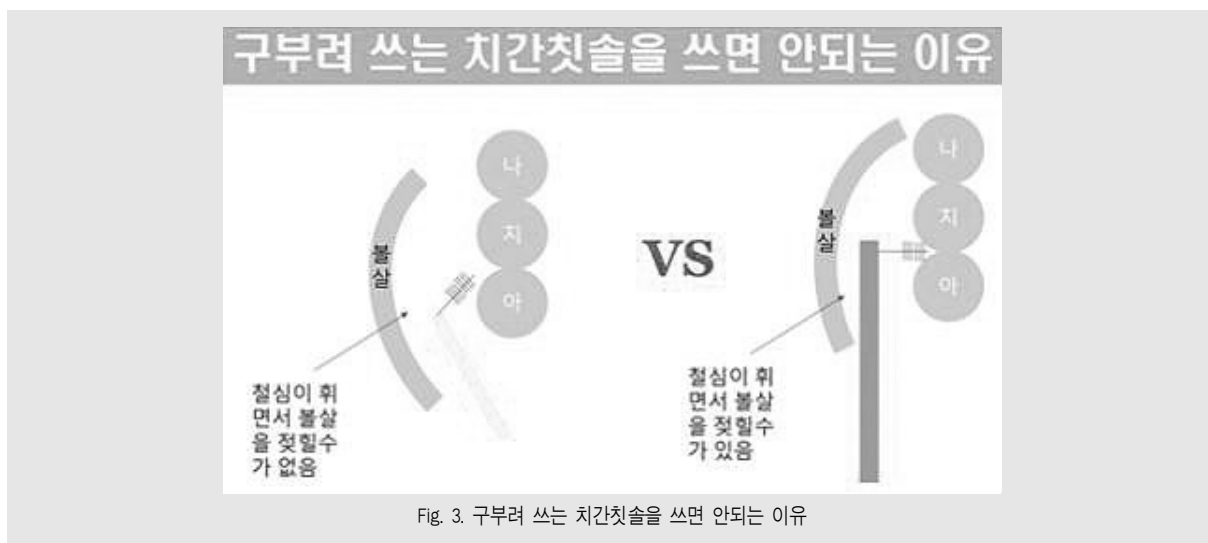 구부려 쓰는 치간칫솔을 쓰면 안되는 이유
나
치
아
볼
살
철심이 휘
면서 볼살
을 젖힐수
가 없음
VS
나
치
아
볼
살
철심이 휘
면서 볼살
을 젖힐수
가 있음
Fig. 3. 구부려 쓰는 치간칫솔을 쓰면 안되는 이유